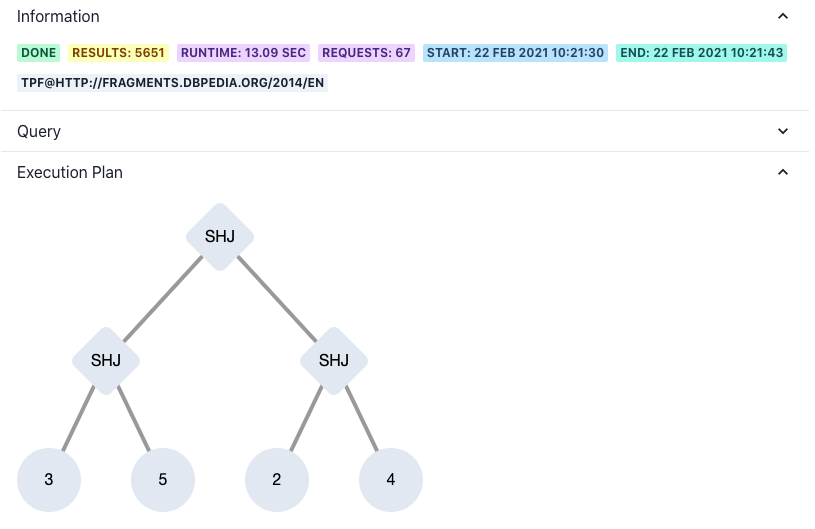 Information
DONE RESULTS: 5651 RUNTIME: 13.09 SEC REQUESTS: 67 START: 22 FEB 2021 10:21:30 END: 22 FEB 2021 10:21:43
TPF@HTTP://FRAGMENTS.DBPEDIA.ORG/2014/EN
Query
Execution Plan
SHJ
SHJ SHJ
3 5 2 4